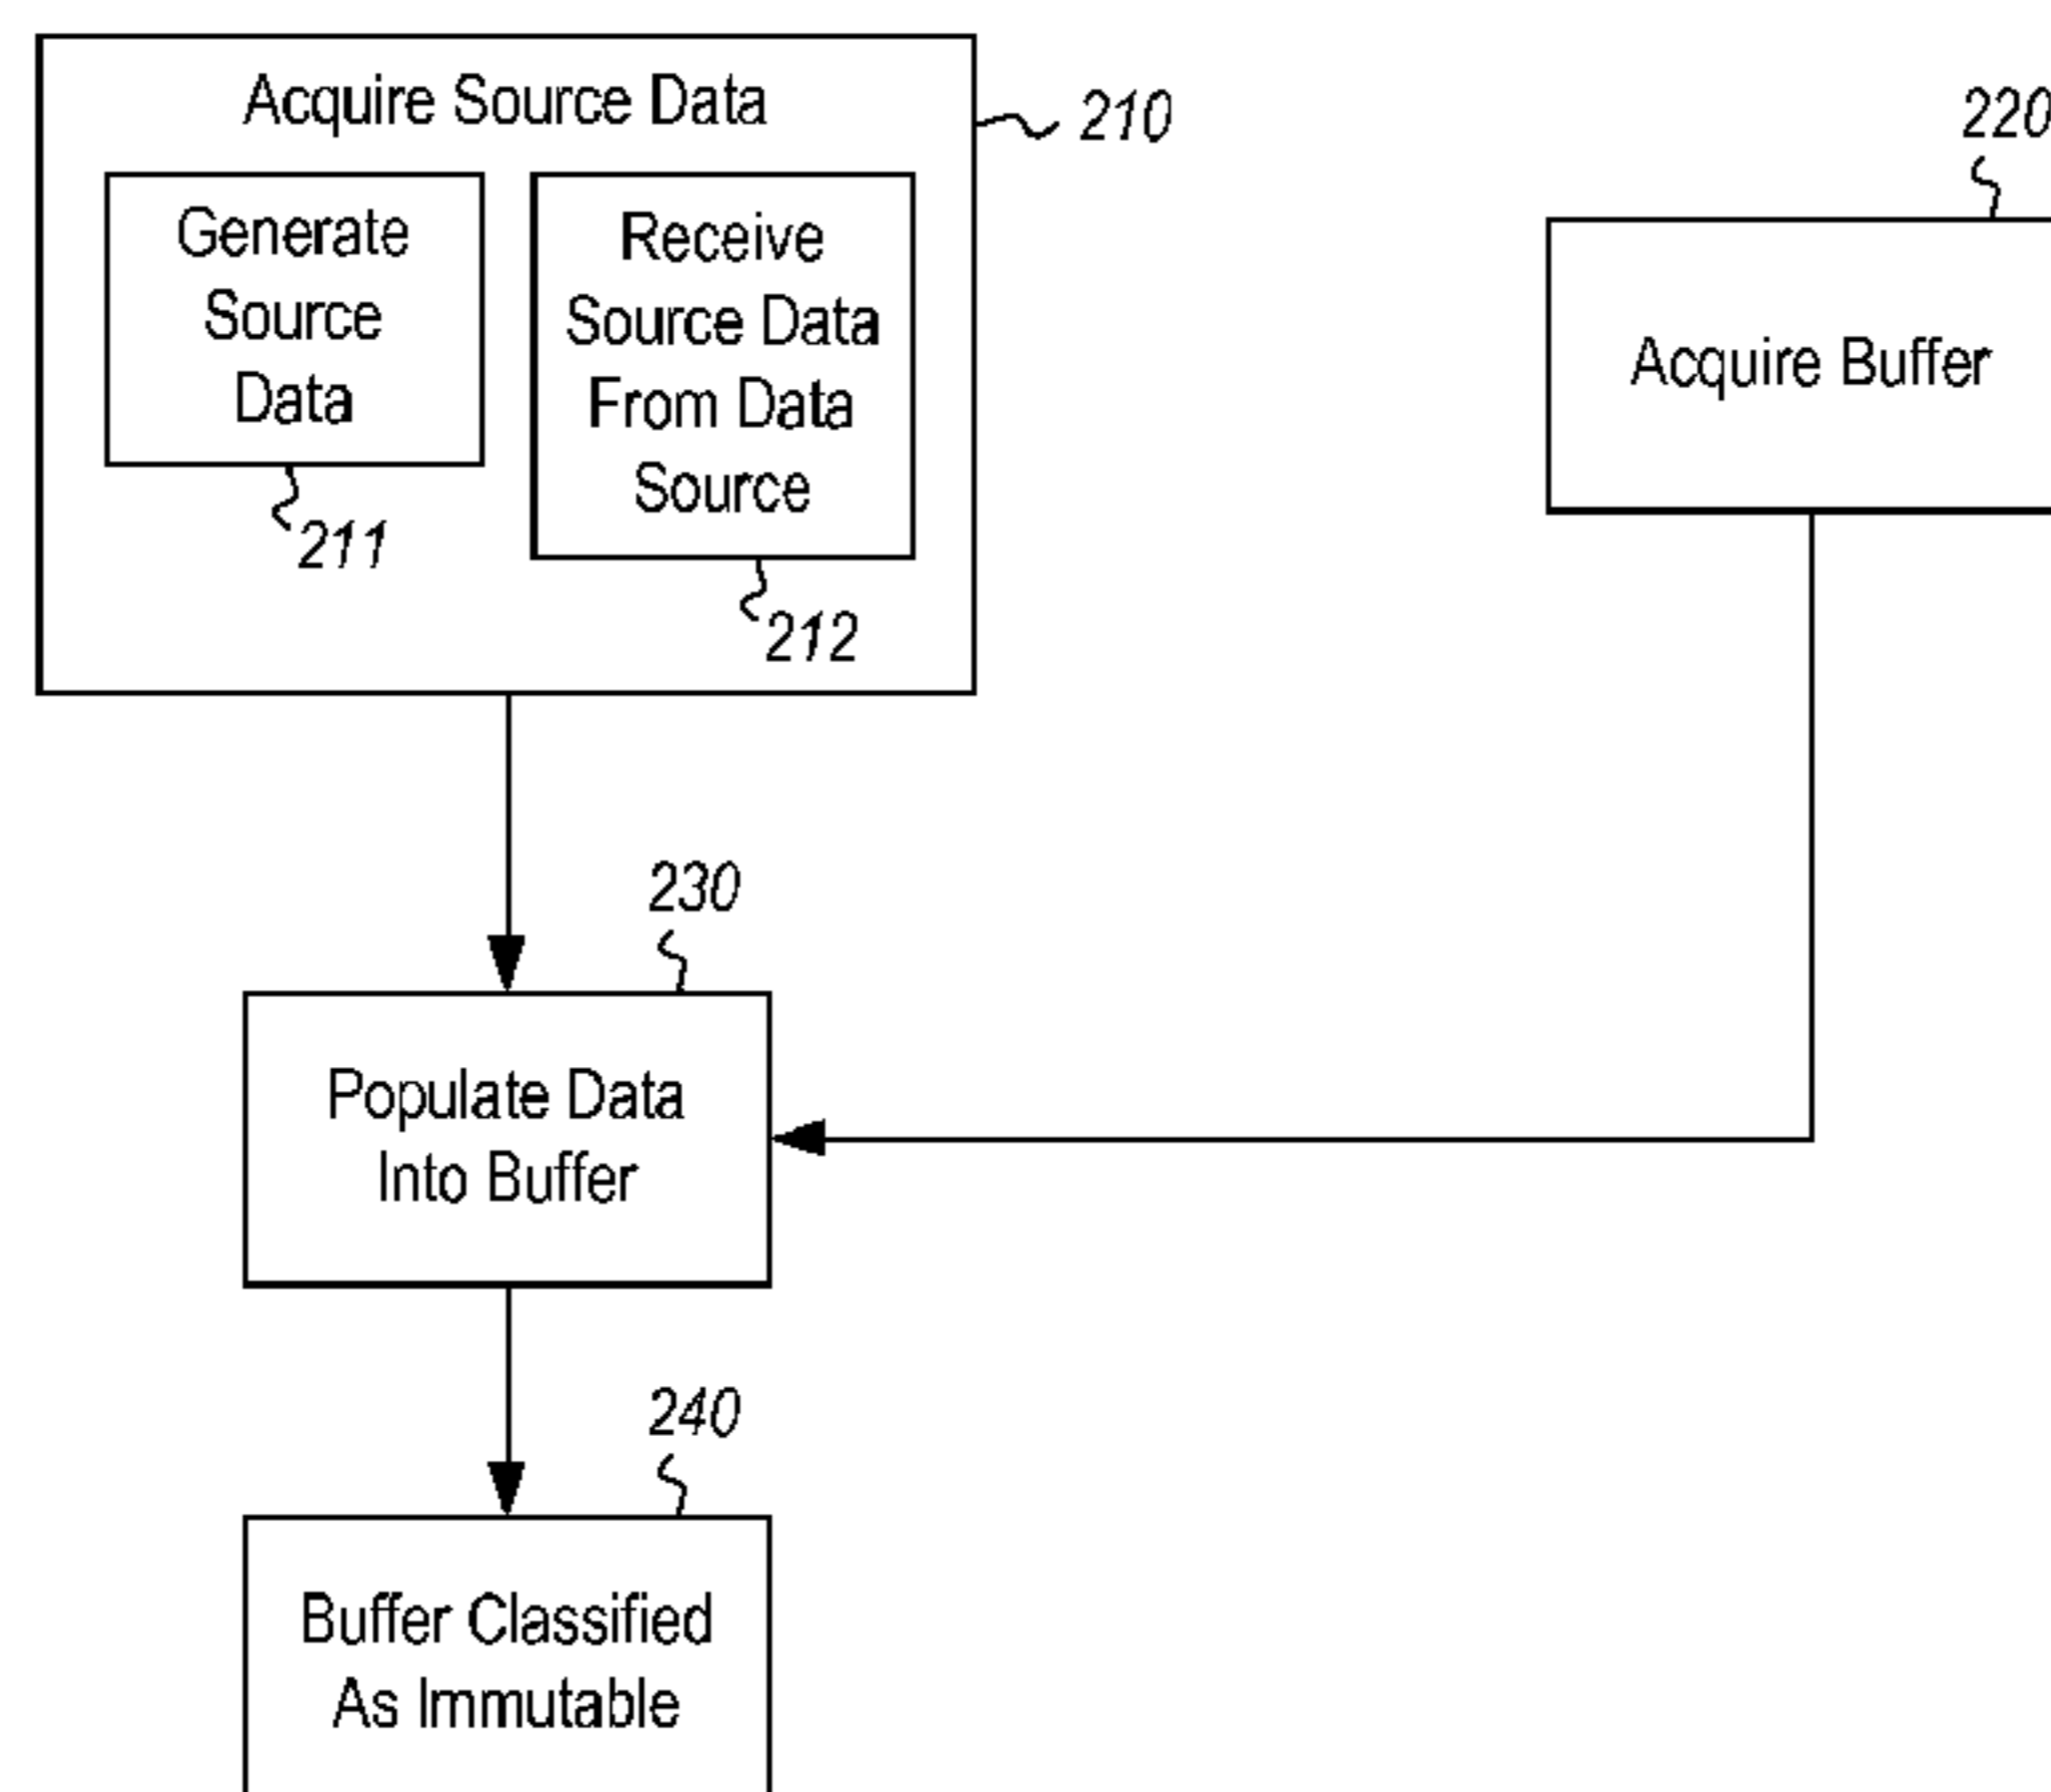 Acquire Source Data
210
Generate
Source
Data
211
Receive
Source Data
From Data
Source
212
220
Acquire Buffer
230
Populate Data
Into Buffer
240
Buffer Classified
As Immutable